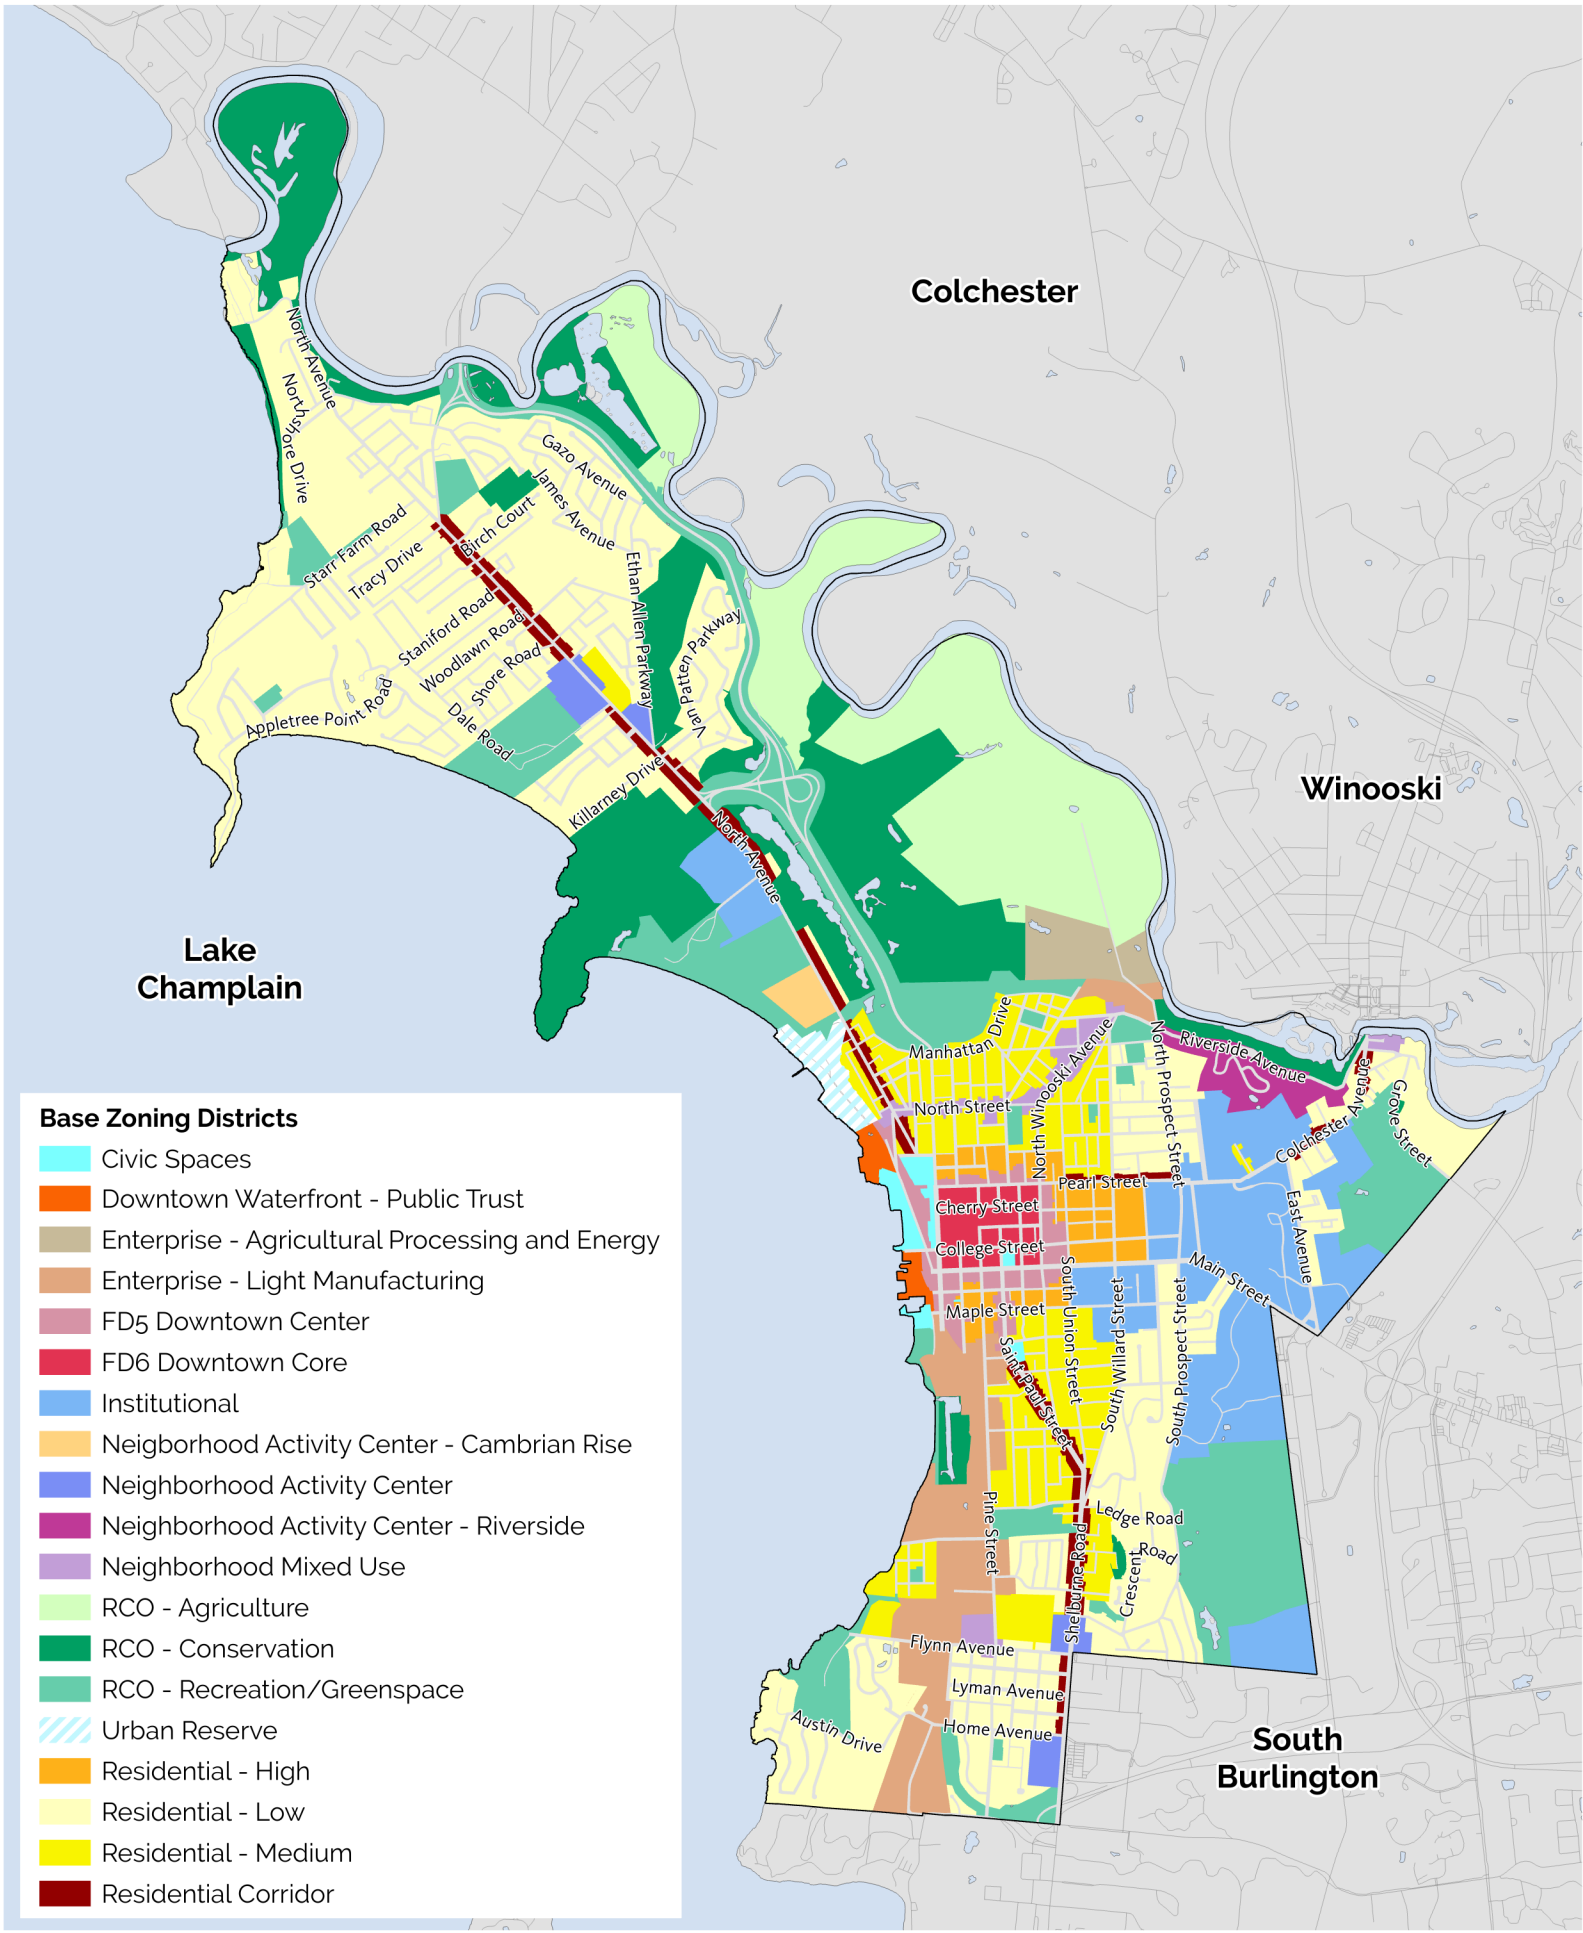 Colchester
Winooski
Lake
Champlain
South
Burlington
North Avenue
Northshore Drive
Gazo Avenue
James Avenue
Birch Court
Starr Farm Road
Tracy Drive
Ethan Allen Parkway
Staniford Road
Woodlawn Road
Shore Road
Van Patten Parkway
Appletree Point Road
Dale Road
Killarney Drive
North Avenue
Manhattan Drive
North Winooski Avenue
North Prospect Street
Riverside Avenue
North Street
Colchester Avenue
Grove Street
Pearl Street
Cherry Street
College Street
East Avenue
Main Street
Maple Street
South Union Street
South Willard Street
South Prospect Street
Saint Paul Street
Pine Street
Ledge Road
Crescent Road
Shelburne Road
Flynn Avenue
Lyman Avenue
Home Avenue
Austin Drive
Base Zoning Districts
Civic Spaces
Downtown Waterfront - Public Trust
Enterprise - Agricultural Processing and Energy
Enterprise - Light Manufacturing
FD5 Downtown Center
FD6 Downtown Core
Institutional
Neigborhood Activity Center - Cambrian Rise
Neighborhood Activity Center
Neighborhood Activity Center - Riverside
Neighborhood Mixed Use
RCO - Agriculture
RCO - Conservation
RCO - Recreation/Greenspace
Urban Reserve
Residential - High
Residential - Low
Residential - Medium
Residential Corridor